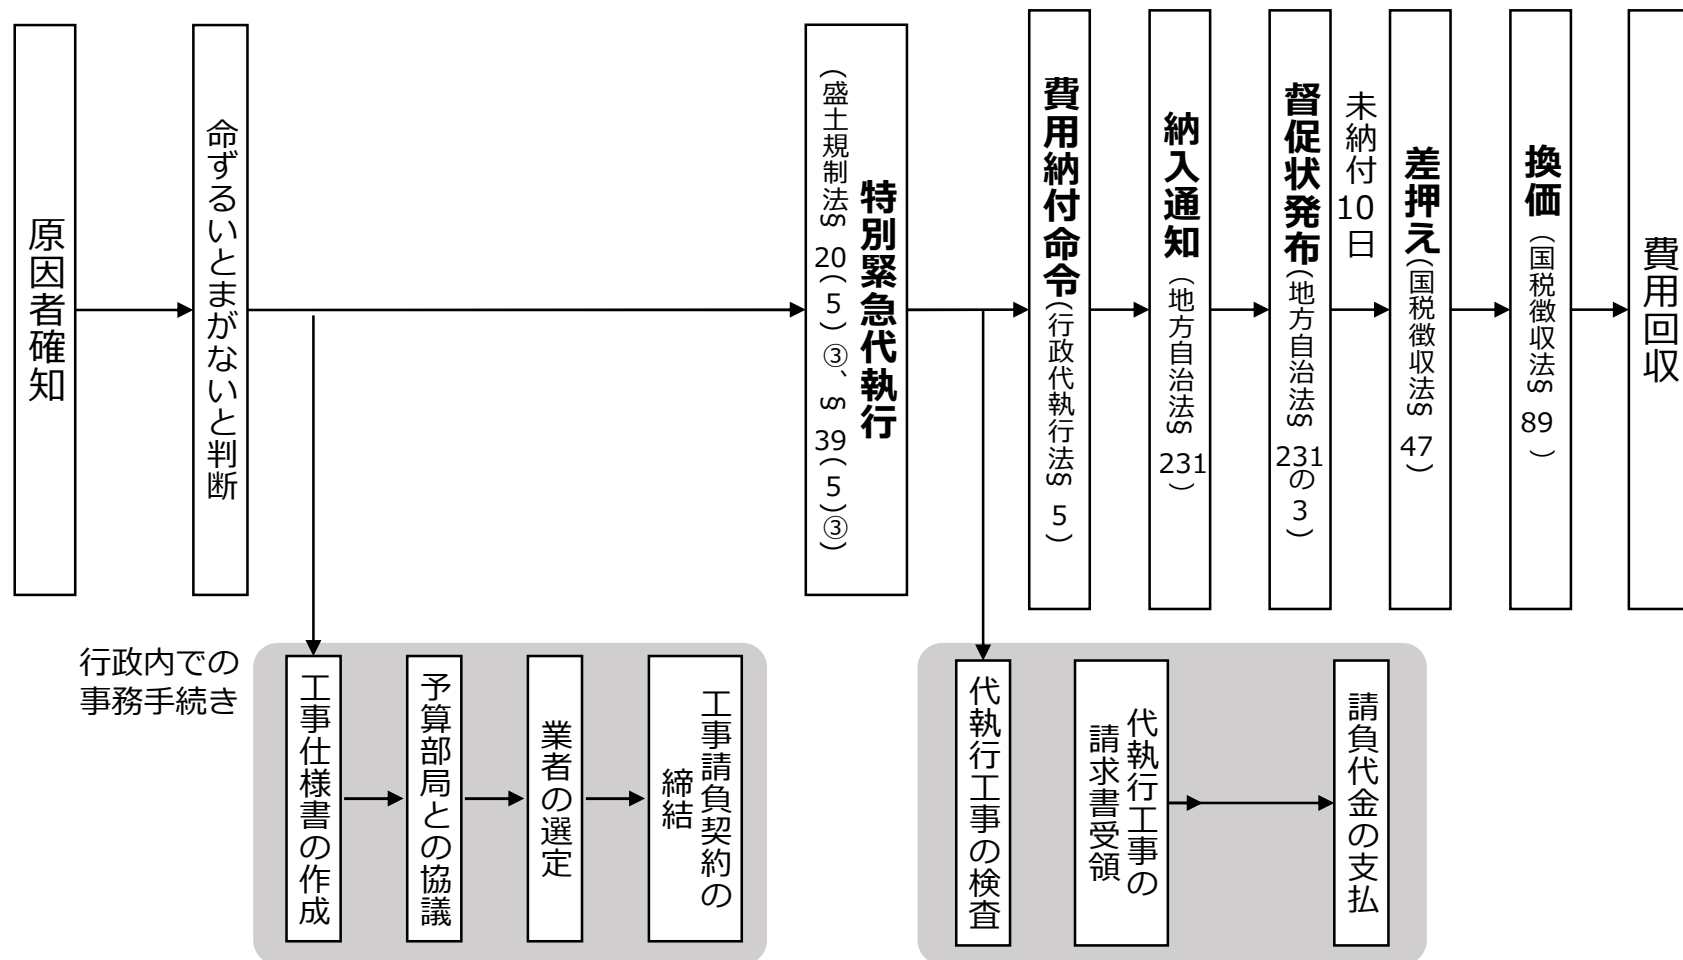 原因者確知
命ずるいとまがないと判断
特別緊急代執行
(盛土規制法§20(5)③、§39(5)③)
費用納付命令(行政代執行法§5)
納入通知(地方自治法§231)
督促状発布(地方自治法§231の3)
未納付10日
差押え(国税徴収法§47)
換価(国税徴収法§89)
費用回収
行政内での
事務手続き
工事仕様書の作成
予算部局との協議
業者の選定
工事請負契約の
締結
代執行工事の検査
代執行工事の
請求書受領
請負代金の支払